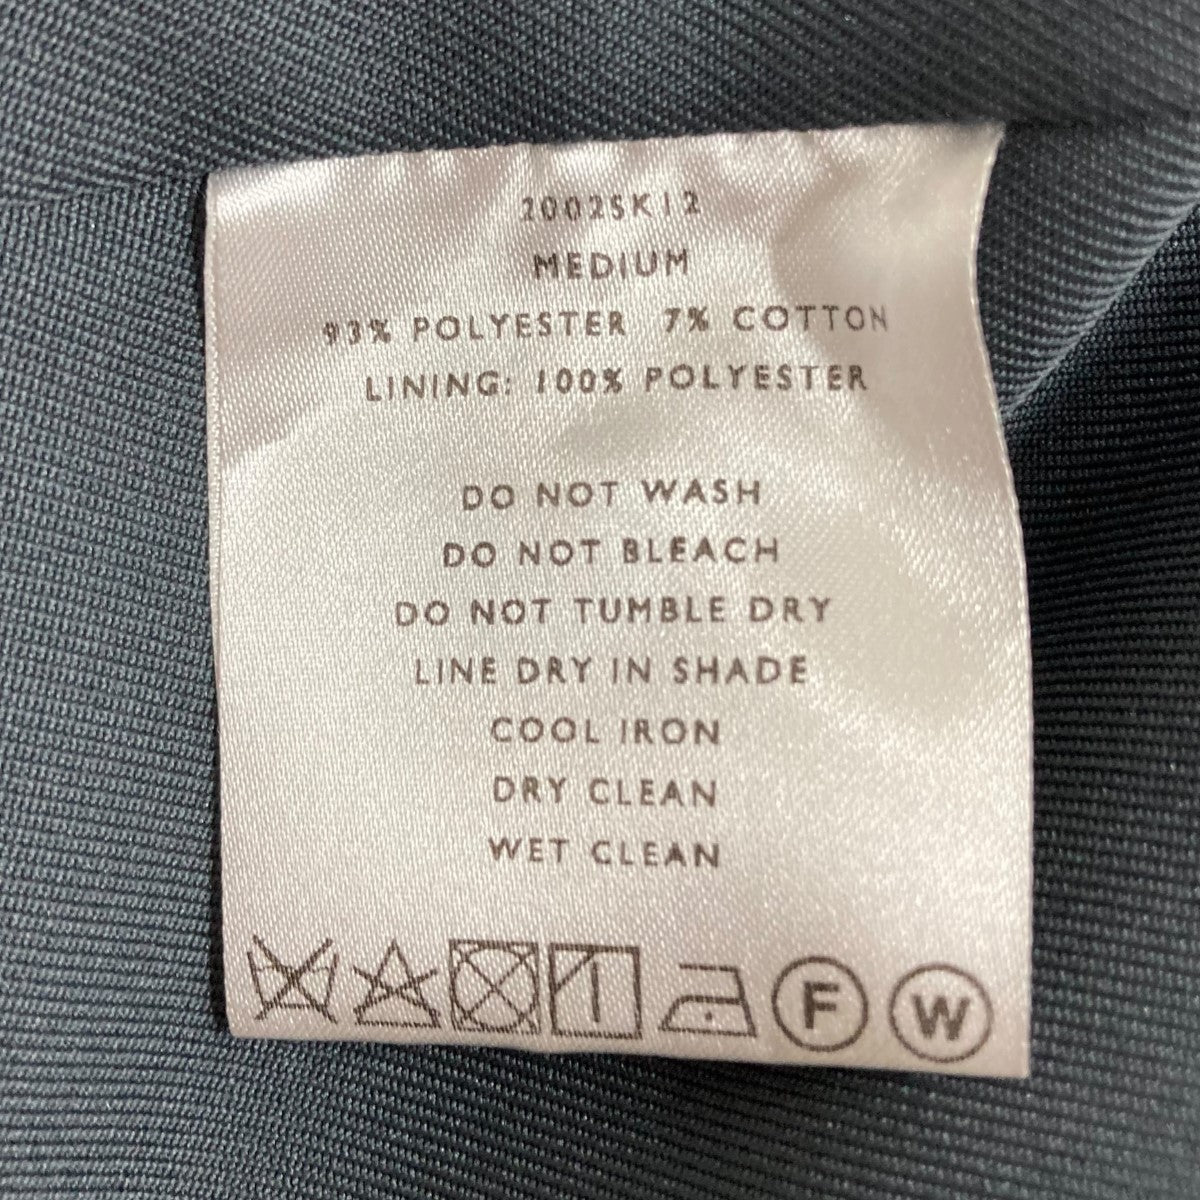 2002SK12
MEDIUM
93% POLYESTER 7% COTTON
LINING: 100% POLYESTER
DO NOT WASH
DO NOT BLEACH
DO NOT TUMBLE DRY
LINE DRY IN SHADE
COOL IRON
DRY CLEAN
WET CLEAN
F W